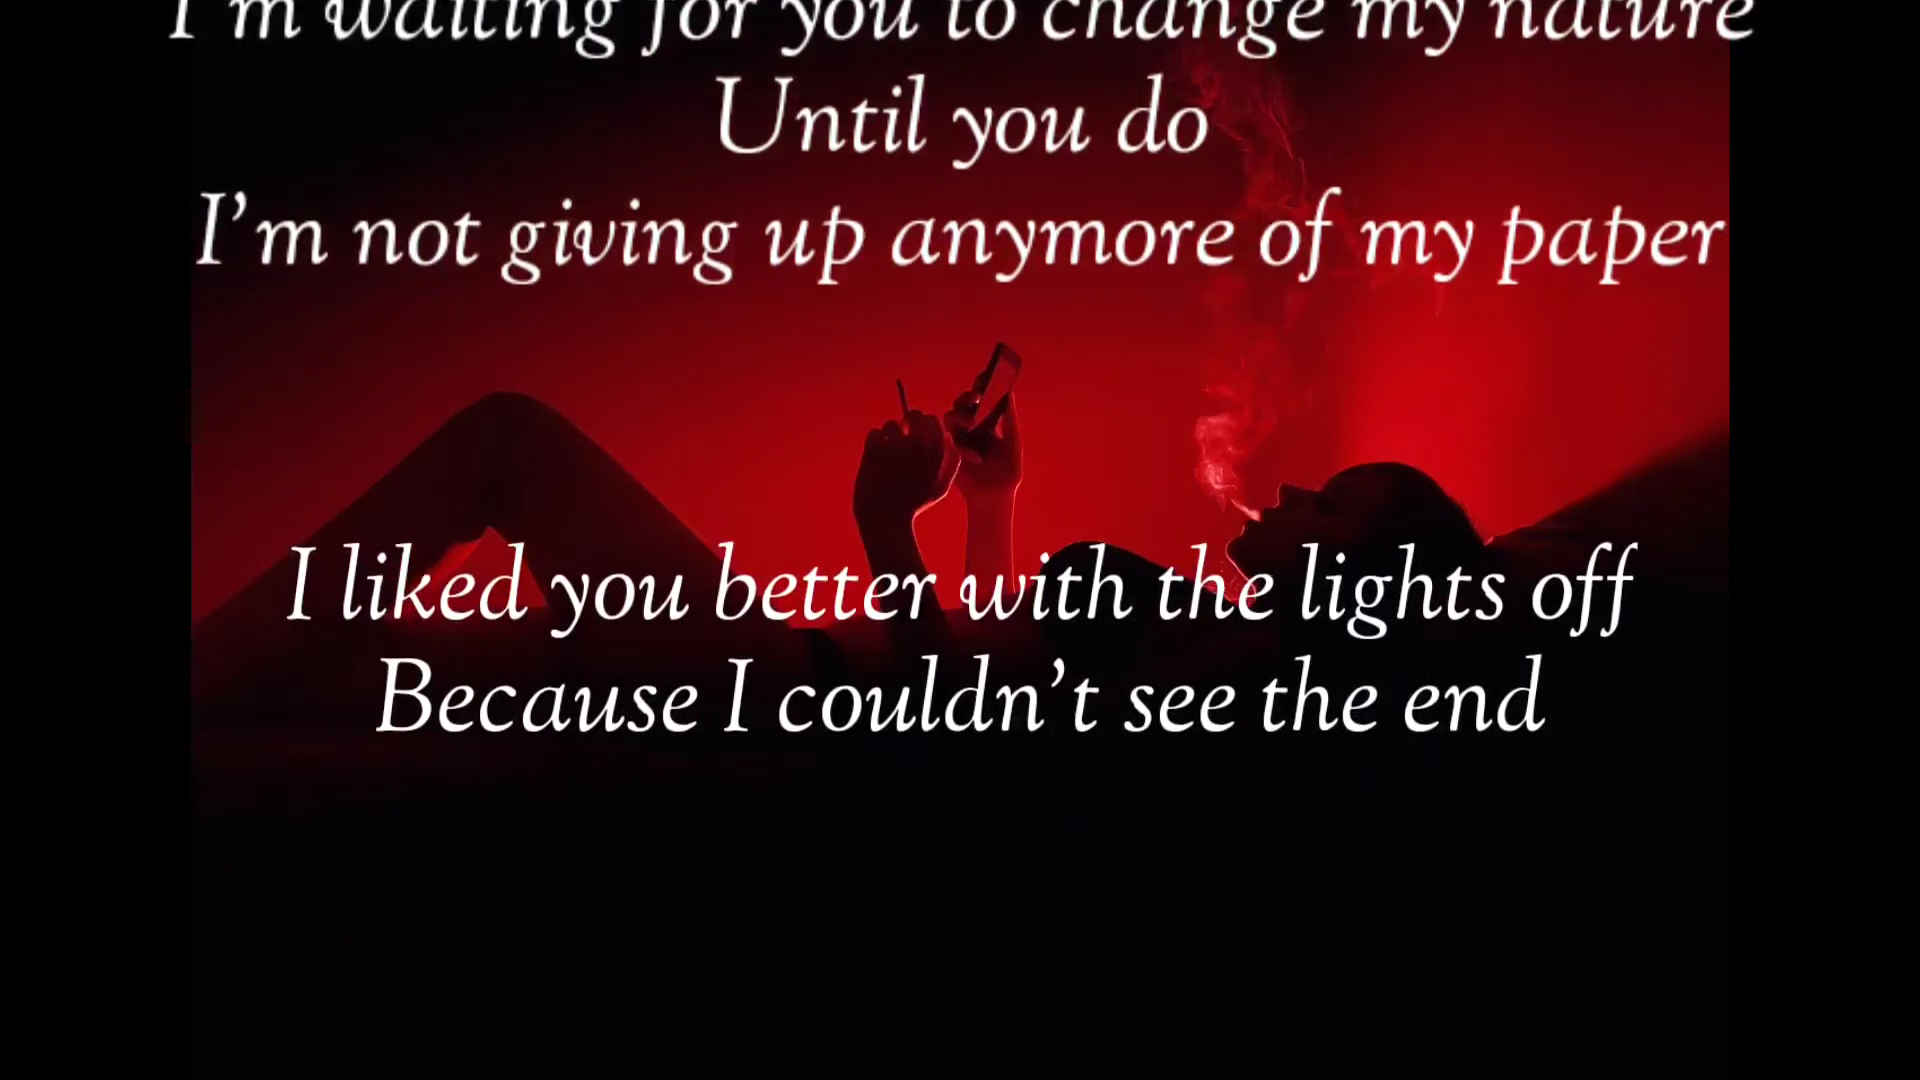 I'm waiting for you to change my nature
Until you do
I'm not giving up anymore of my paper
I liked you better with the lights off
Because I couldn't see the end